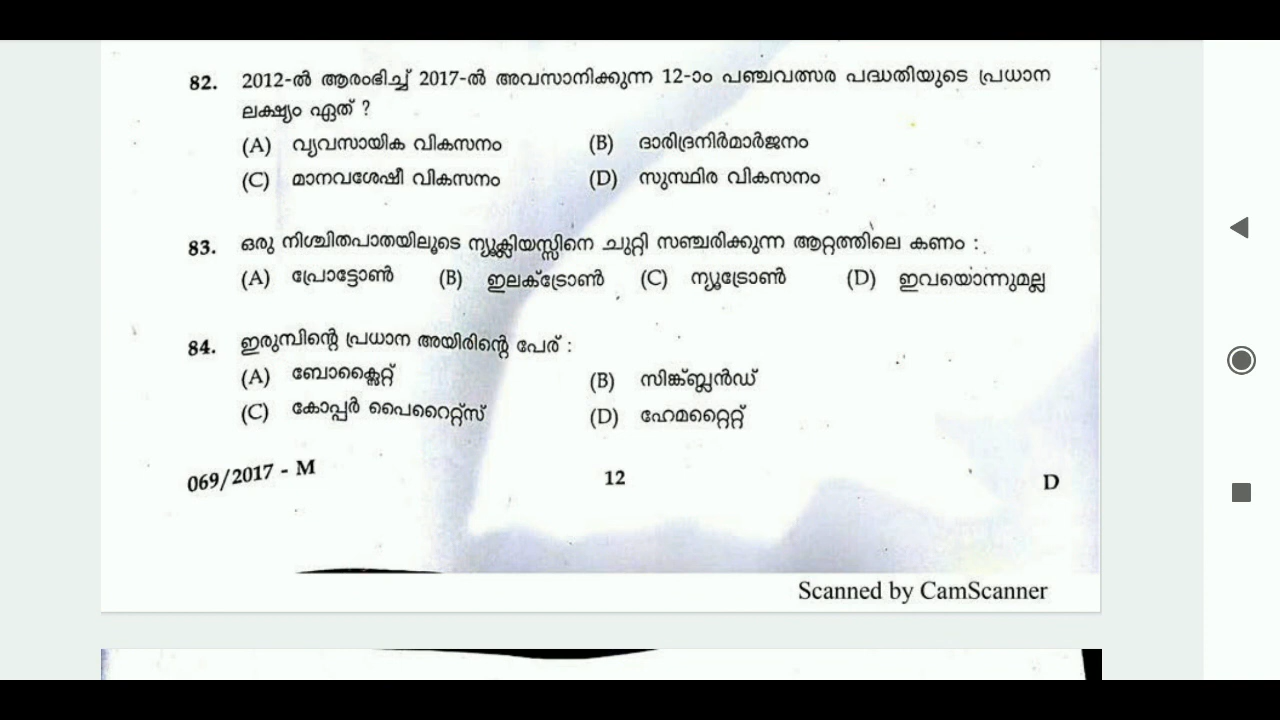 82. 2012-ൽ ആരംഭിച്ച് 2017-ൽ അവസാനിക്കുന്ന 12-ാം പഞ്ചവത്സര പദ്ധതിയുടെ പ്രധാന
ലക്ഷ്യം ഏത് ?
(A) വ്യവസായിക വികസനം (B) ദാരിദ്രനിർമാർജനം
(C) മാനവശേഷീ വികസനം (D) സുസ്ഥിര വികസനം
83. ഒരു നിശ്ചിതപാതയിലൂടെ ന്യൂക്ലിയസ്സിനെ ചുറ്റി സഞ്ചരിക്കുന്ന ആറ്റത്തിലെ കണം :
(A) പ്രോട്ടോൺ (B) ഇലക്ട്രോൺ (C) ന്യൂട്രോൺ (D) ഇവയൊന്നുമല്ല
84. ഇരുമ്പിന്റെ പ്രധാന അയിരിന്റെ പേര് :
(A) ബോക്സൈറ്റ് (B) സിങ്ക്ബ്ലൻഡ്
(C) കോപ്പർ പൈറൈറ്റ്സ് (D) ഹേമറ്റൈറ്റ്
069/2017 - M 12 D
Scanned by CamScanner